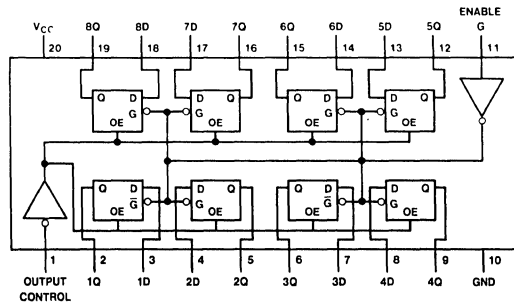 ENABLE
VCC 8Q 8D 7D 7Q 6Q 6D 5D 5Q G
20 19 18 17 16 15 14 13 12 11
Q D D Q Q D D Q
G G G G
OE OE OE OE
Q D D Q Q D D Q
G̅ G G̅ G
OE OE OE OE
1 2 3 4 5 6 7 8 9 10
OUTPUT 1Q 1D 2D 2Q 3Q 3D 4D 4Q GND
CONTROL